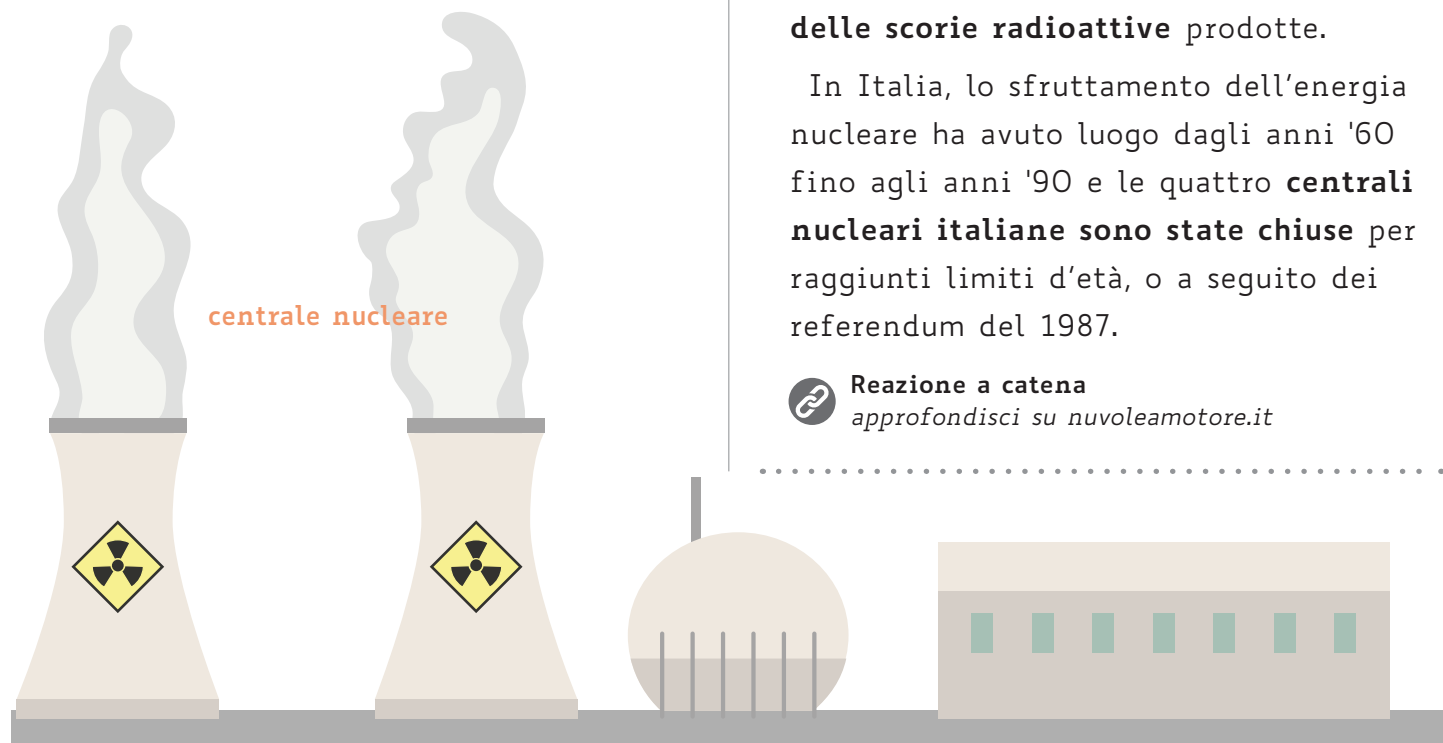 delle scorie radioattive prodotte.
In Italia, lo sfruttamento dell’energia
nucleare ha avuto luogo dagli anni '60
fino agli anni '90 e le quattro centrali
nucleari italiane sono state chiuse per
raggiunti limiti d’età, o a seguito dei
referendum del 1987.
Reazione a catena
approfondisci su nuvoleamotore.it
centrale nucleare